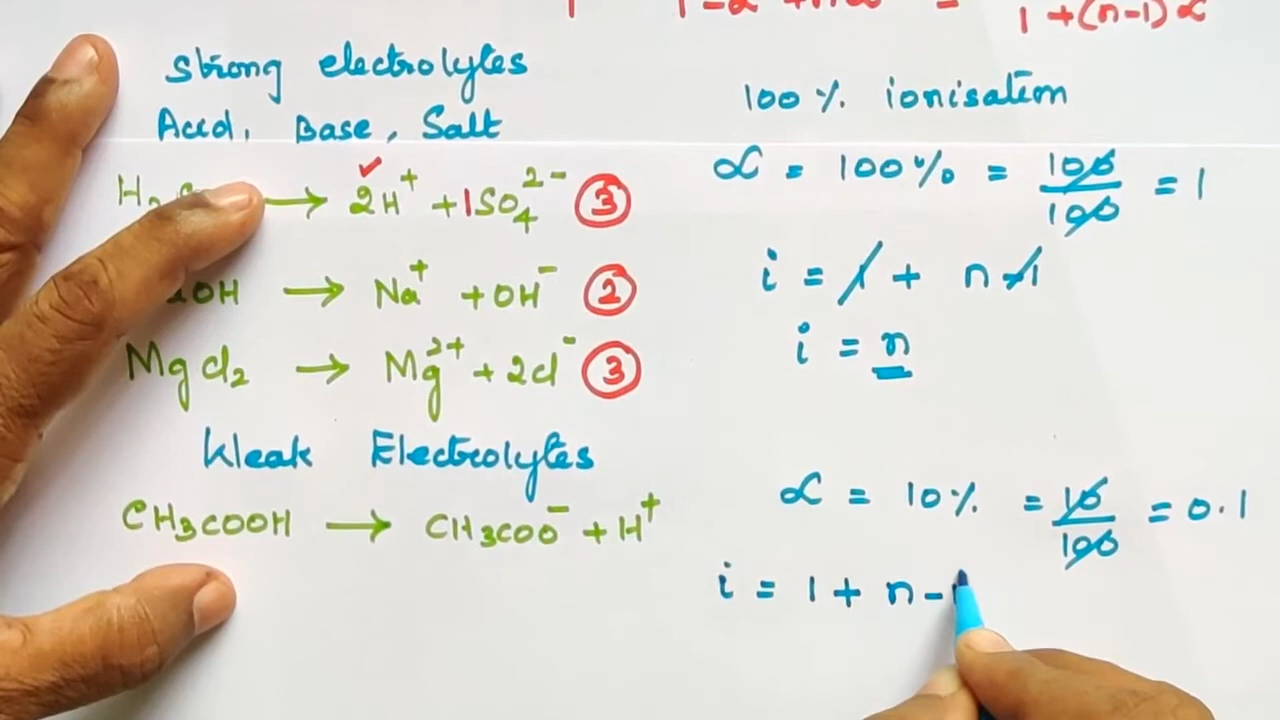 1 + (n-1) α
Strong electrolytes
Acid, Base, Salt
→ 2H⁺ + 1SO₄²⁻ ③
→ Na⁺ + OH⁻ ②
MgCl₂ → Mg²⁺ + 2Cl⁻ ③
Weak Electrolytes
CH₃COOH → CH₃COO⁻ + H⁺
100 % ionisation
α = 100% = 100/100 = 1
i = 1 + n-1
i = n
α = 10% = 10/100 = 0.1
i = 1 + n -